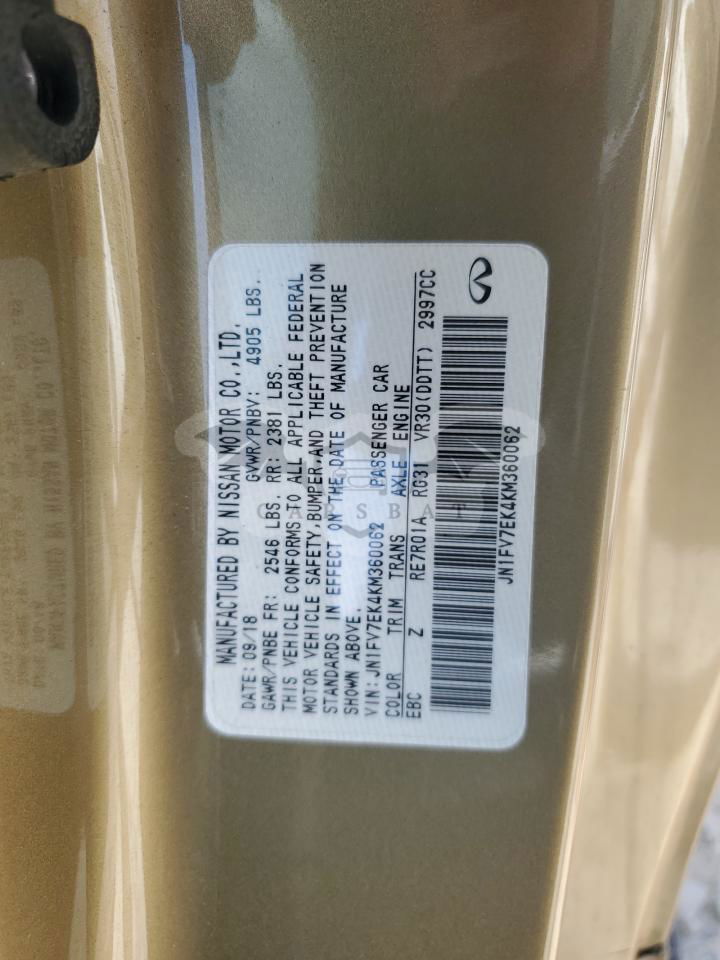 MANUFACTURED BY NISSAN MOTOR CO.,LTD.
DATE: 09/18 GVWR/PNBV: 4905 LBS.
GAWR/PNBE FR: 2546 LBS. RR: 2381 LBS.
THIS VEHICLE CONFORMS TO ALL APPLICABLE FEDERAL
MOTOR VEHICLE SAFETY, BUMPER, AND THEFT PREVENTION
STANDARDS IN EFFECT ON THE DATE OF MANUFACTURE
SHOWN ABOVE.
VIN: JN1FV7EK4KM360062 PASSENGER CAR
COLOR TRIM TRANS AXLE ENGINE
EBC Z RE7R01A RG31 VR30(DDTT) 2997CC
JN1FV7EK4KM360062
CARSBAT